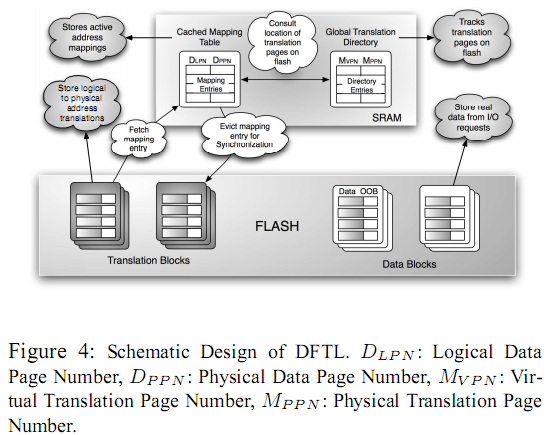 Stores active
address
mappings
Cached Mapping
Table
Consult
location of
translation
pages on
flash
Global Translation
Directory
Tracks
translation
pages on
flash
DLPN DPPN
Mapping
Entries
MVPN MPPN
Directory
Entries
SRAM
Store logical
to physical
address
translations
Fetch
mapping
entry
Evict mapping
entry for
Synchronization
Store real
data from I/O
requests
Data OOB
FLASH
Translation Blocks
Data Blocks
Figure 4: Schematic Design of DFTL. DLPN: Logical Data
Page Number, DPPN: Physical Data Page Number, MVPN: Vir-
tual Translation Page Number, MPPN: Physical Translation Page
Number.